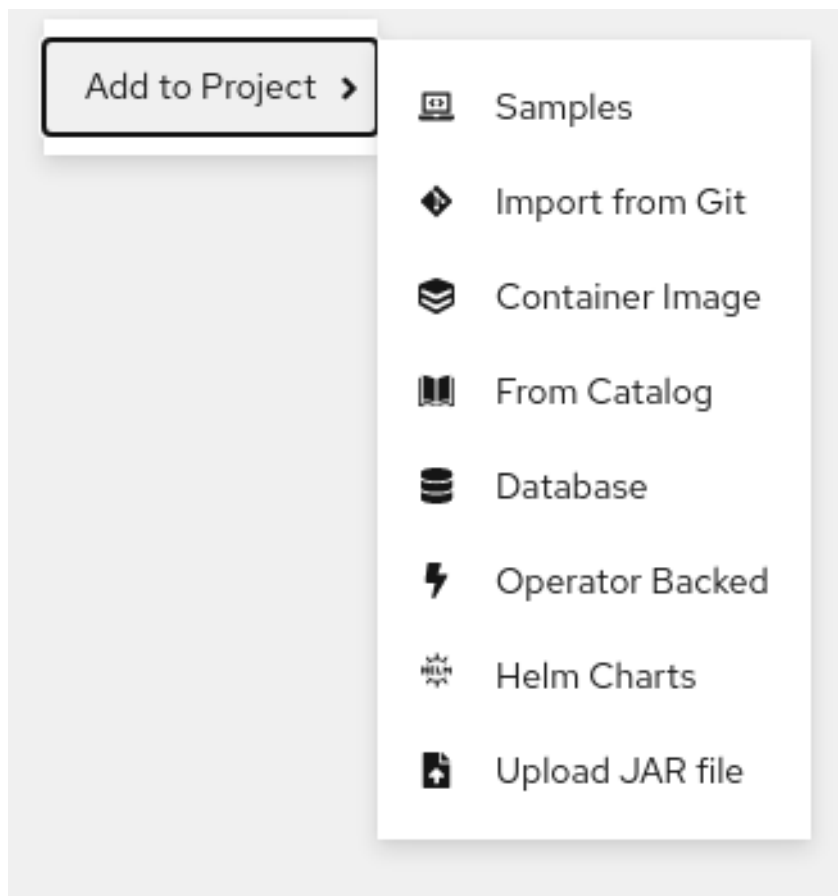 Add to Project
Samples
Import from Git
Container Image
From Catalog
Database
Operator Backed
HELM
Helm Charts
Upload JAR file